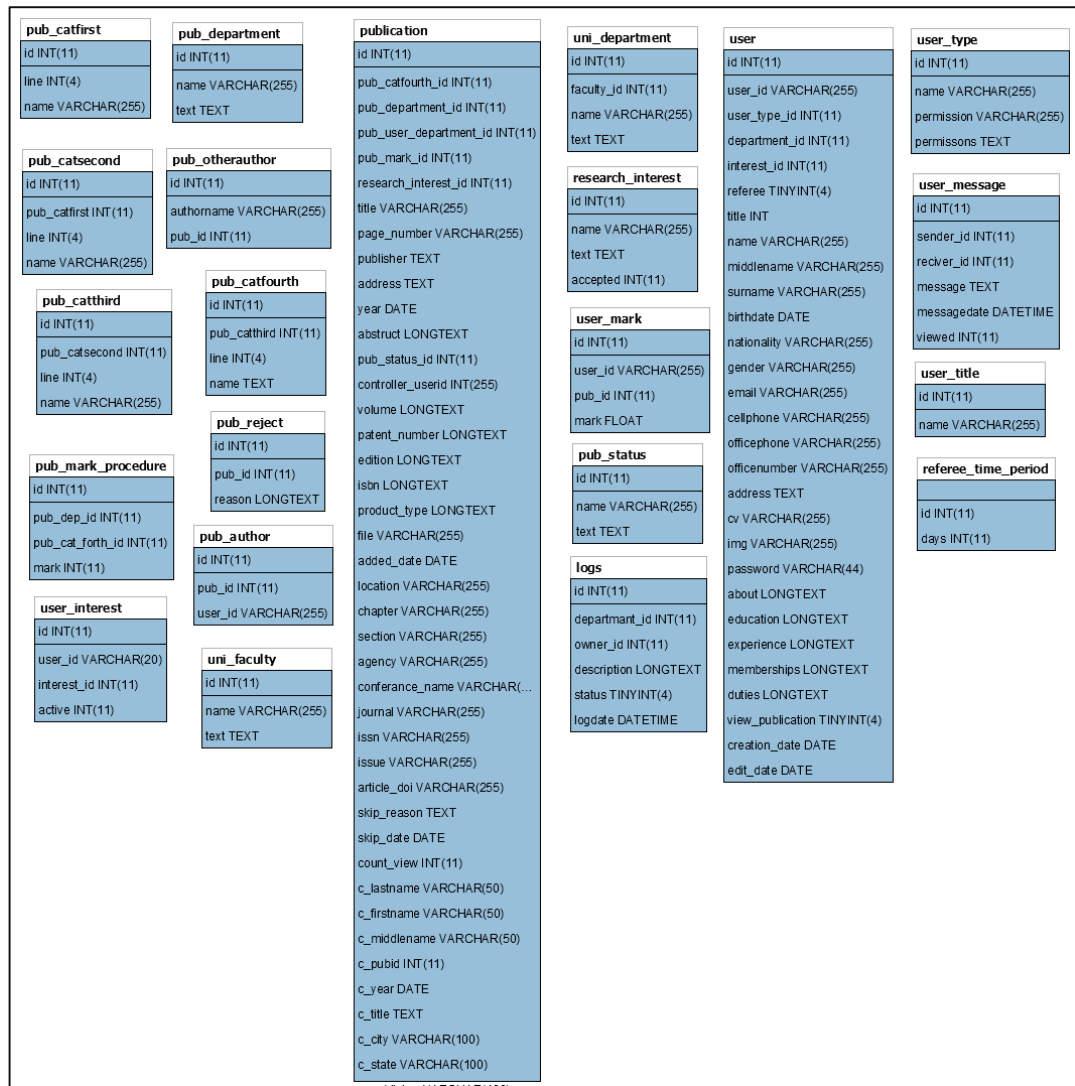 pub_catfirst
id INT(11)
line INT(4)
name VARCHAR(255)
pub_department
id INT(11)
name VARCHAR(255)
text TEXT
pub_catsecond
id INT(11)
pub_catfirst INT(11)
line INT(4)
name VARCHAR(255)
pub_otherauthor
id INT(11)
authorname VARCHAR(255)
pub_id INT(11)
pub_catthird
id INT(11)
pub_catsecond INT(11)
line INT(4)
name VARCHAR(255)
pub_catfourth
id INT(11)
pub_catthird INT(11)
line INT(4)
name TEXT
pub_reject
id INT(11)
pub_id INT(11)
reason LONGTEXT
pub_mark_procedure
id INT(11)
pub_dep_id INT(11)
pub_cat_forth_id INT(11)
mark INT(11)
pub_author
id INT(11)
pub_id INT(11)
user_id VARCHAR(255)
user_interest
id INT(11)
user_id VARCHAR(20)
interest_id INT(11)
active INT(11)
uni_faculty
id INT(11)
name VARCHAR(255)
text TEXT
publication
id INT(11)
pub_catfourth_id INT(11)
pub_department_id INT(11)
pub_user_department_id INT(11)
pub_mark_id INT(11)
research_interest_id INT(11)
title VARCHAR(255)
page_number VARCHAR(255)
publisher TEXT
address TEXT
year DATE
abstruct LONGTEXT
pub_status_id INT(11)
controller_userid INT(255)
volume LONGTEXT
patent_number LONGTEXT
edition LONGTEXT
isbn LONGTEXT
product_type LONGTEXT
file VARCHAR(255)
added_date DATE
location VARCHAR(255)
chapter VARCHAR(255)
section VARCHAR(255)
agency VARCHAR(255)
conferance_name VARCHAR(...
journal VARCHAR(255)
issn VARCHAR(255)
issue VARCHAR(255)
article_doi VARCHAR(255)
skip_reason TEXT
skip_date DATE
count_view INT(11)
c_lastname VARCHAR(50)
c_firstname VARCHAR(50)
c_middlename VARCHAR(50)
c_pubid INT(11)
c_year DATE
c_title TEXT
c_city VARCHAR(100)
c_state VARCHAR(100)
uni_department
id INT(11)
faculty_id INT(11)
name VARCHAR(255)
text TEXT
research_interest
id INT(11)
name VARCHAR(255)
text TEXT
accepted INT(11)
user_mark
id INT(11)
user_id VARCHAR(255)
pub_id INT(11)
mark FLOAT
pub_status
id INT(11)
name VARCHAR(255)
text TEXT
logs
id INT(11)
departmant_id INT(11)
owner_id INT(11)
description LONGTEXT
status TINYINT(4)
logdate DATETIME
user
id INT(11)
user_id VARCHAR(255)
user_type_id INT(11)
department_id INT(11)
interest_id INT(11)
referee TINYINT(4)
title INT
name VARCHAR(255)
middlename VARCHAR(255)
surname VARCHAR(255)
birthdate DATE
nationality VARCHAR(255)
gender VARCHAR(255)
email VARCHAR(255)
cellphone VARCHAR(255)
officephone VARCHAR(255)
officenumber VARCHAR(255)
address TEXT
cv VARCHAR(255)
img VARCHAR(255)
password VARCHAR(44)
about LONGTEXT
education LONGTEXT
experience LONGTEXT
memberships LONGTEXT
duties LONGTEXT
view_publication TINYINT(4)
creation_date DATE
edit_date DATE
user_type
id INT(11)
name VARCHAR(255)
permission VARCHAR(255)
permissons TEXT
user_message
id INT(11)
sender_id INT(11)
reciver_id INT(11)
message TEXT
messagedate DATETIME
viewed INT(11)
user_title
id INT(11)
name VARCHAR(255)
referee_time_period
id INT(11)
days INT(11)